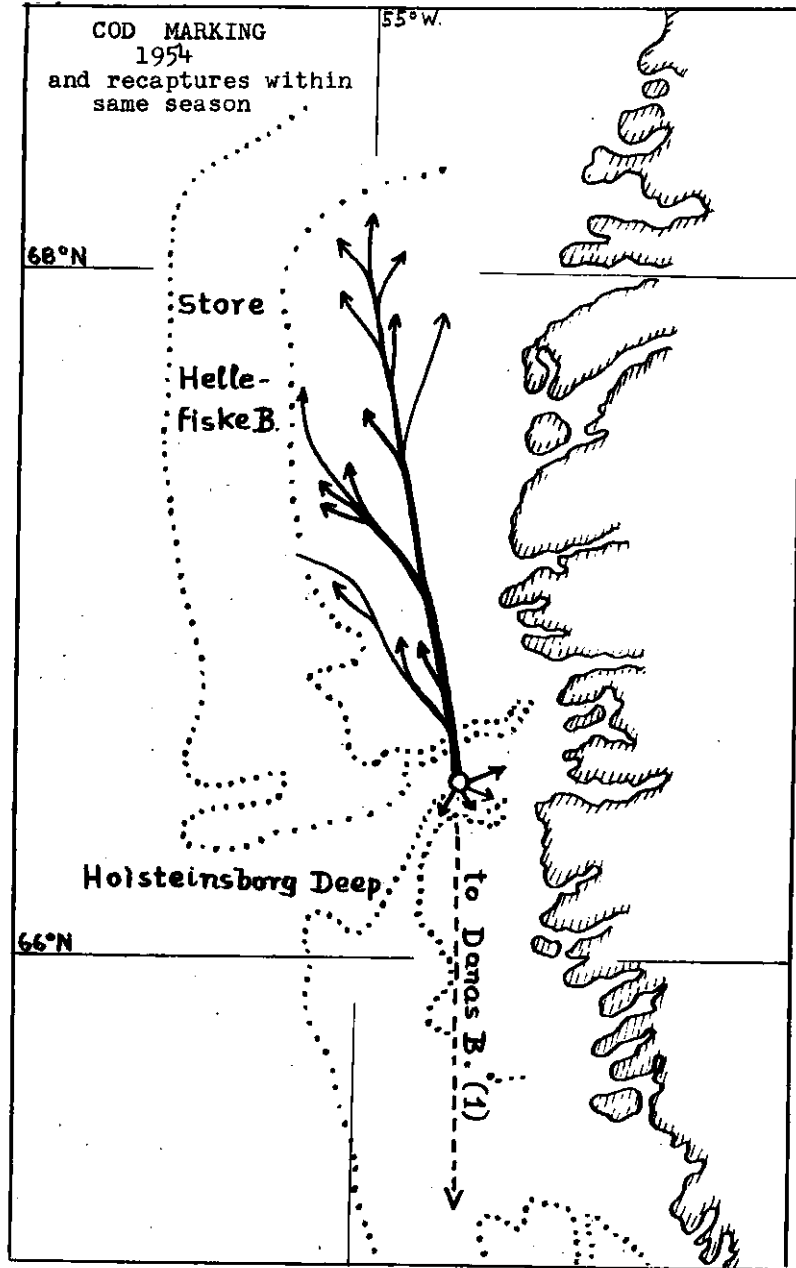 COD MARKING
1954
and recaptures within
same season
55°W.
68°N
Store
Helle-
fiske B.
Holsteinsborg Deep
66°N
to Danas B. (1)